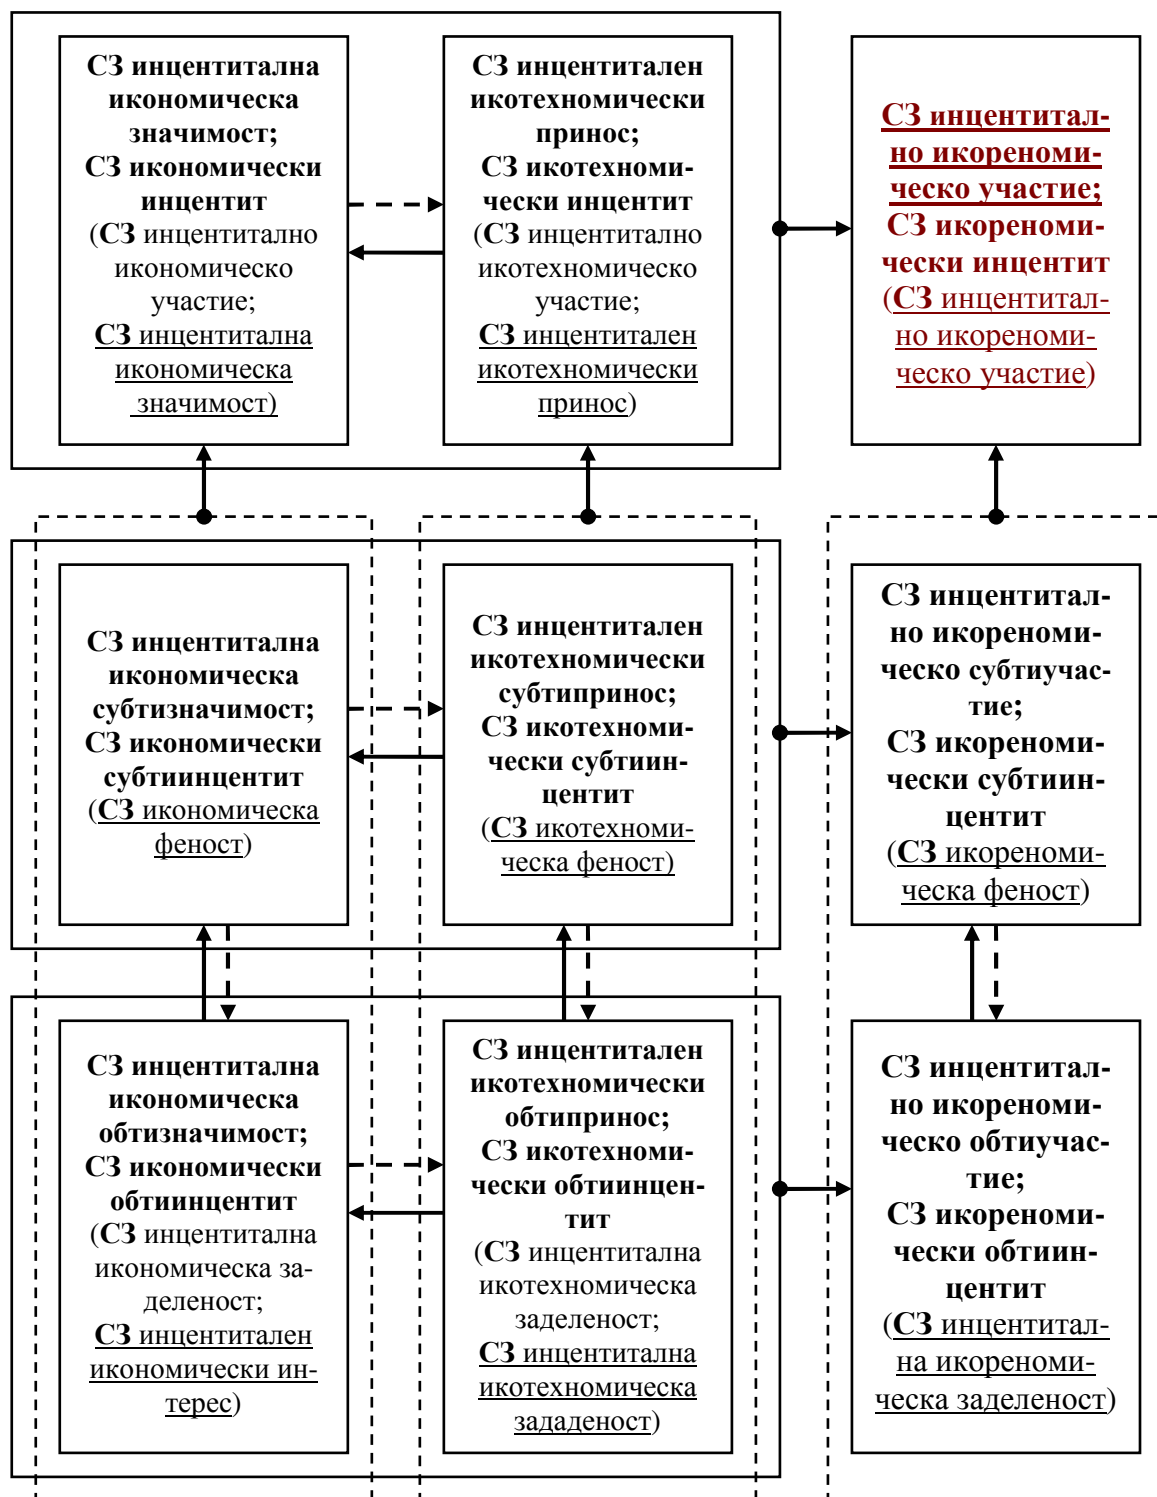 СЗ инцентитална
икономическа
значимост;
СЗ икономически
инцентит
(СЗ инцентитално
икономическо
участие;
СЗ инцентитална
икономическа
значимост)
СЗ инцентитален
икотехномически
принос;
СЗ икотехноми-
чески инцентит
(СЗ инцентитално
икотехномическо
участие;
СЗ инцентитален
икотехномически
принос)
СЗ инцентитал-
но икореноми-
ческо участие;
СЗ икореноми-
чески инцентит
(СЗ инцентитал-
но икореноми-
ческо участие)
СЗ инцентитална
икономическа
субтизначимост;
СЗ икономически
субтиинцентит
(СЗ икономическа
феност)
СЗ инцентитален
икотехномически
субтипринос;
СЗ икотехноми-
чески субтиин-
центит
(СЗ икотехноми-
ческа феност)
СЗ инцентитал-
но икореноми-
ческо субтиучас-
тие;
СЗ икореноми-
чески субтиин-
центит
(СЗ икореноми-
ческа феност)
СЗ инцентитална
икономическа
обтизначимост;
СЗ икономически
обтиинцентит
(СЗ инцентитална
икономическа за-
деленост;
СЗ инцентитален
икономически ин-
терес)
СЗ инцентитален
икотехномически
обтипринос;
СЗ икотехноми-
чески обтиинцен-
тит
(СЗ инцентитална
икотехномическа
заделеност;
СЗ инцентитална
икотехномическа
зададеност)
СЗ инцентитал-
но икореноми-
ческо обтиучас-
тие;
СЗ икореноми-
чески обтиин-
центит
(СЗ инцентитал-
на икореноми-
ческа заделеност)